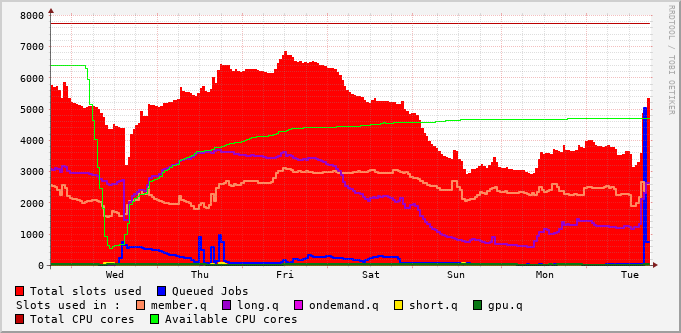 RRDTOOL / TOBI OETIKER
8000
7000
6000
5000
4000
3000
2000
1000
0
Wed Thu Fri Sat Sun Mon Tue
Total slots used Queued Jobs
Slots used in : member.q long.q ondemand.q short.q gpu.q
Total CPU cores Available CPU cores